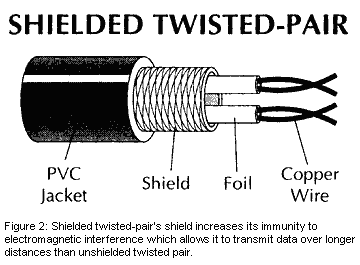 SHIELDED TWISTED-PAIR
PVC
Jacket
Shield
Foil
Copper
Wire
Figure 2: Shielded twisted-pair's shield increases its immunity to
electromagnetic interference which allows it to transmit data over longer
distances than unshielded twisted pair.